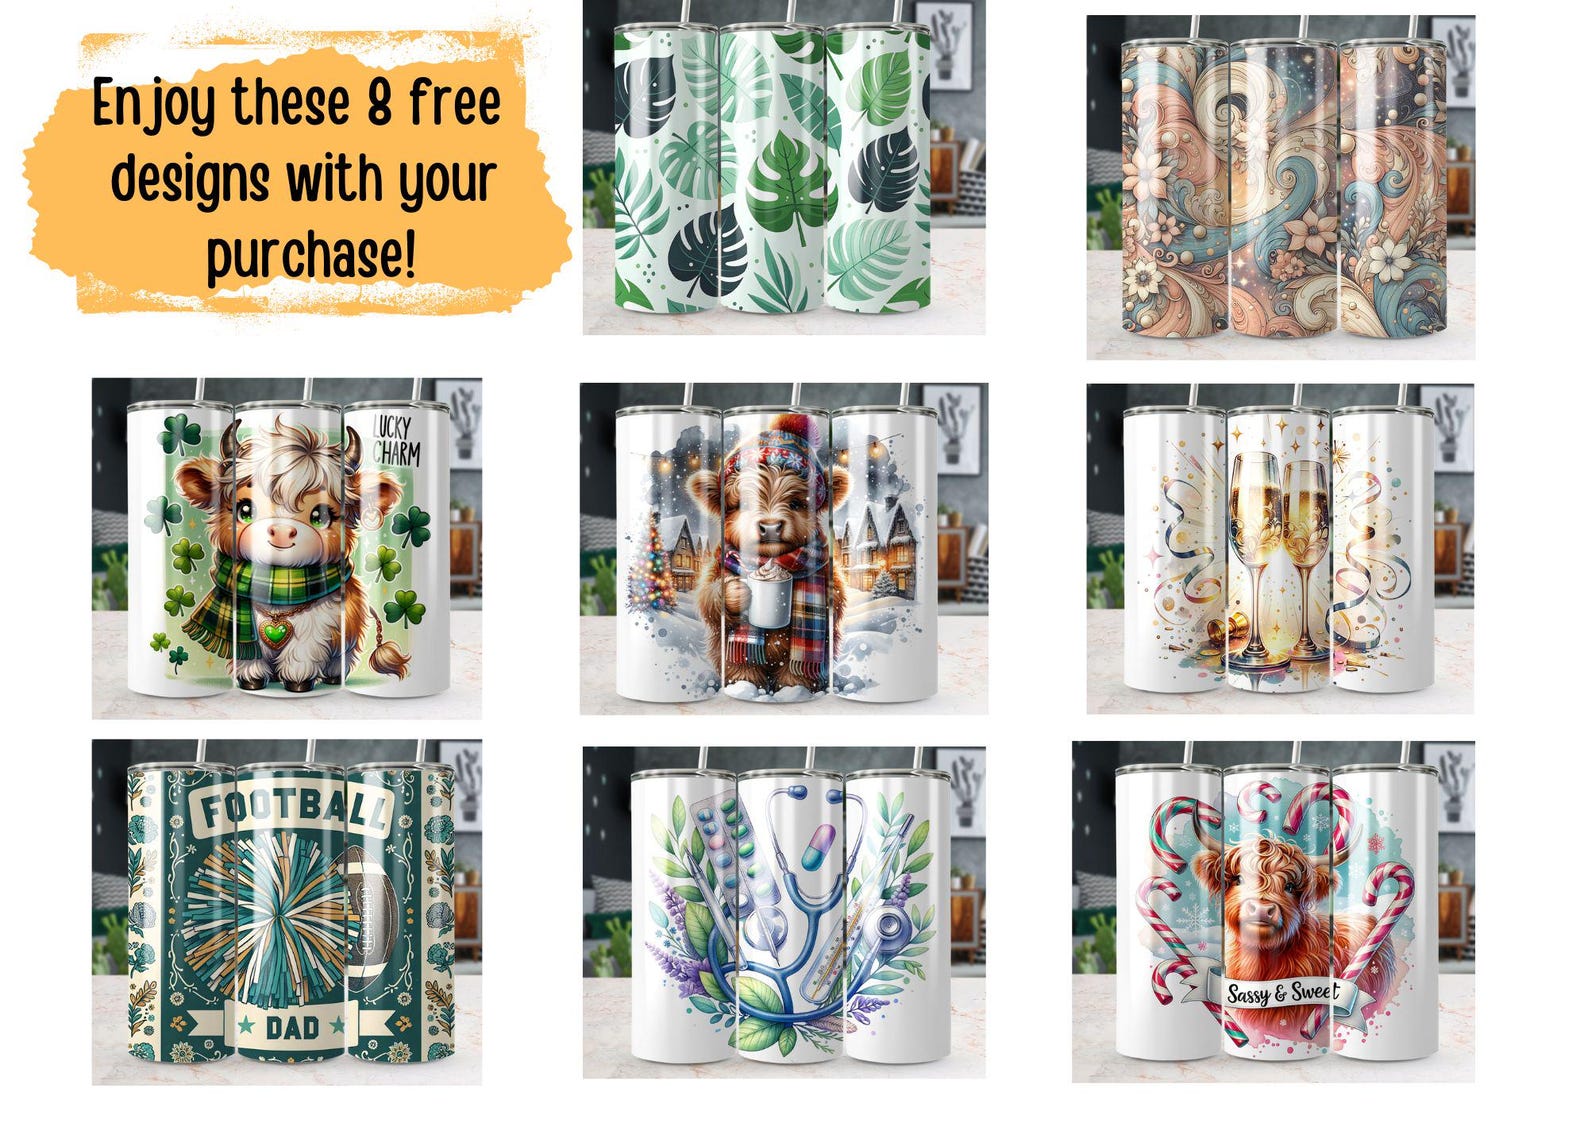 Enjoy these 8 free
designs with your
purchase!
LUCKY
CHARM
FOOTBALL
DAD
Sassy & Sweet